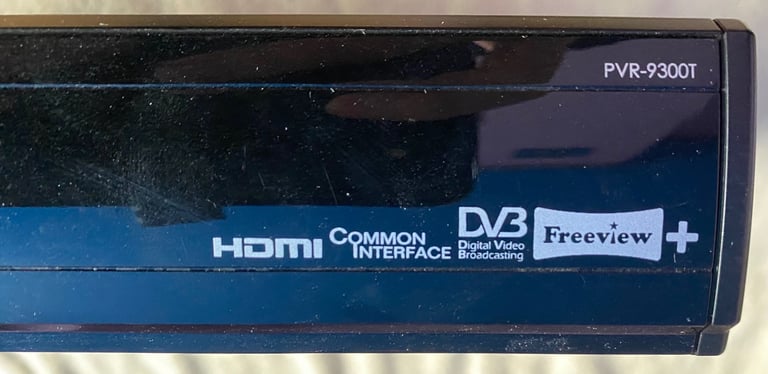 PVR-9300T
HDMI
COMMON
INTERFACE
DVB
Digital Video
Broadcasting
Freeview+